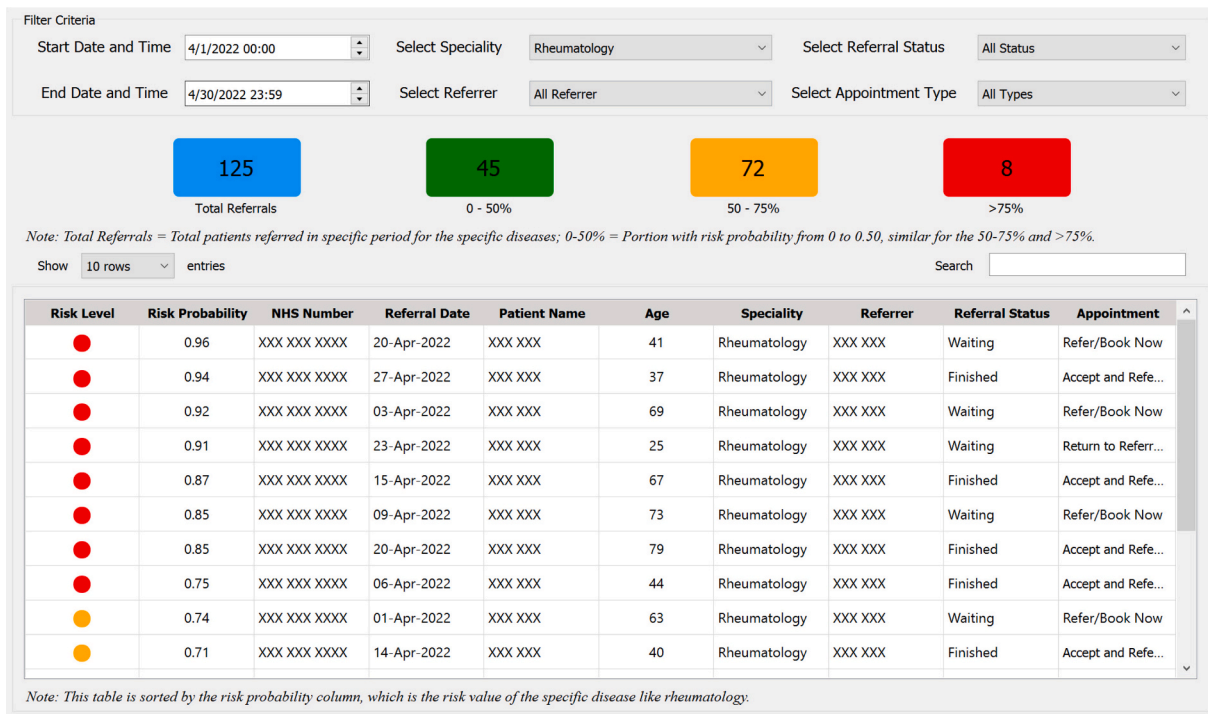 Filter Criteria
Start Date and Time 4/1/2022 00:00 Select Speciality Rheumatology Select Referral Status All Status
End Date and Time 4/30/2022 23:59 Select Referrer All Referrer Select Appointment Type All Types
125 45 72 8
Total Referrals 0 - 50% 50 - 75% >75%
Note: Total Referrals = Total patients referred in specific period for the specific diseases; 0-50% = Portion with risk probability from 0 to 0.50, similar for the 50-75% and >75%.
Show 10 rows entries Search
Risk Level Risk Probability NHS Number Referral Date Patient Name Age Speciality Referrer Referral Status Appointment
0.96 XXX XXX XXXX 20-Apr-2022 XXX XXX 41 Rheumatology XXX XXX Waiting Refer/Book Now
0.94 XXX XXX XXXX 27-Apr-2022 XXX XXX 37 Rheumatology XXX XXX Finished Accept and Refe...
0.92 XXX XXX XXXX 03-Apr-2022 XXX XXX 69 Rheumatology XXX XXX Waiting Refer/Book Now
0.91 XXX XXX XXXX 23-Apr-2022 XXX XXX 25 Rheumatology XXX XXX Waiting Return to Referr...
0.87 XXX XXX XXXX 15-Apr-2022 XXX XXX 67 Rheumatology XXX XXX Finished Accept and Refe...
0.85 XXX XXX XXXX 09-Apr-2022 XXX XXX 73 Rheumatology XXX XXX Waiting Refer/Book Now
0.85 XXX XXX XXXX 20-Apr-2022 XXX XXX 79 Rheumatology XXX XXX Finished Accept and Refe...
0.75 XXX XXX XXXX 06-Apr-2022 XXX XXX 44 Rheumatology XXX XXX Finished Accept and Refe...
0.74 XXX XXX XXXX 01-Apr-2022 XXX XXX 63 Rheumatology XXX XXX Waiting Refer/Book Now
0.71 XXX XXX XXXX 14-Apr-2022 XXX XXX 40 Rheumatology XXX XXX Finished Accept and Refe...
Note: This table is sorted by the risk probability column, which is the risk value of the specific disease like rheumatology.